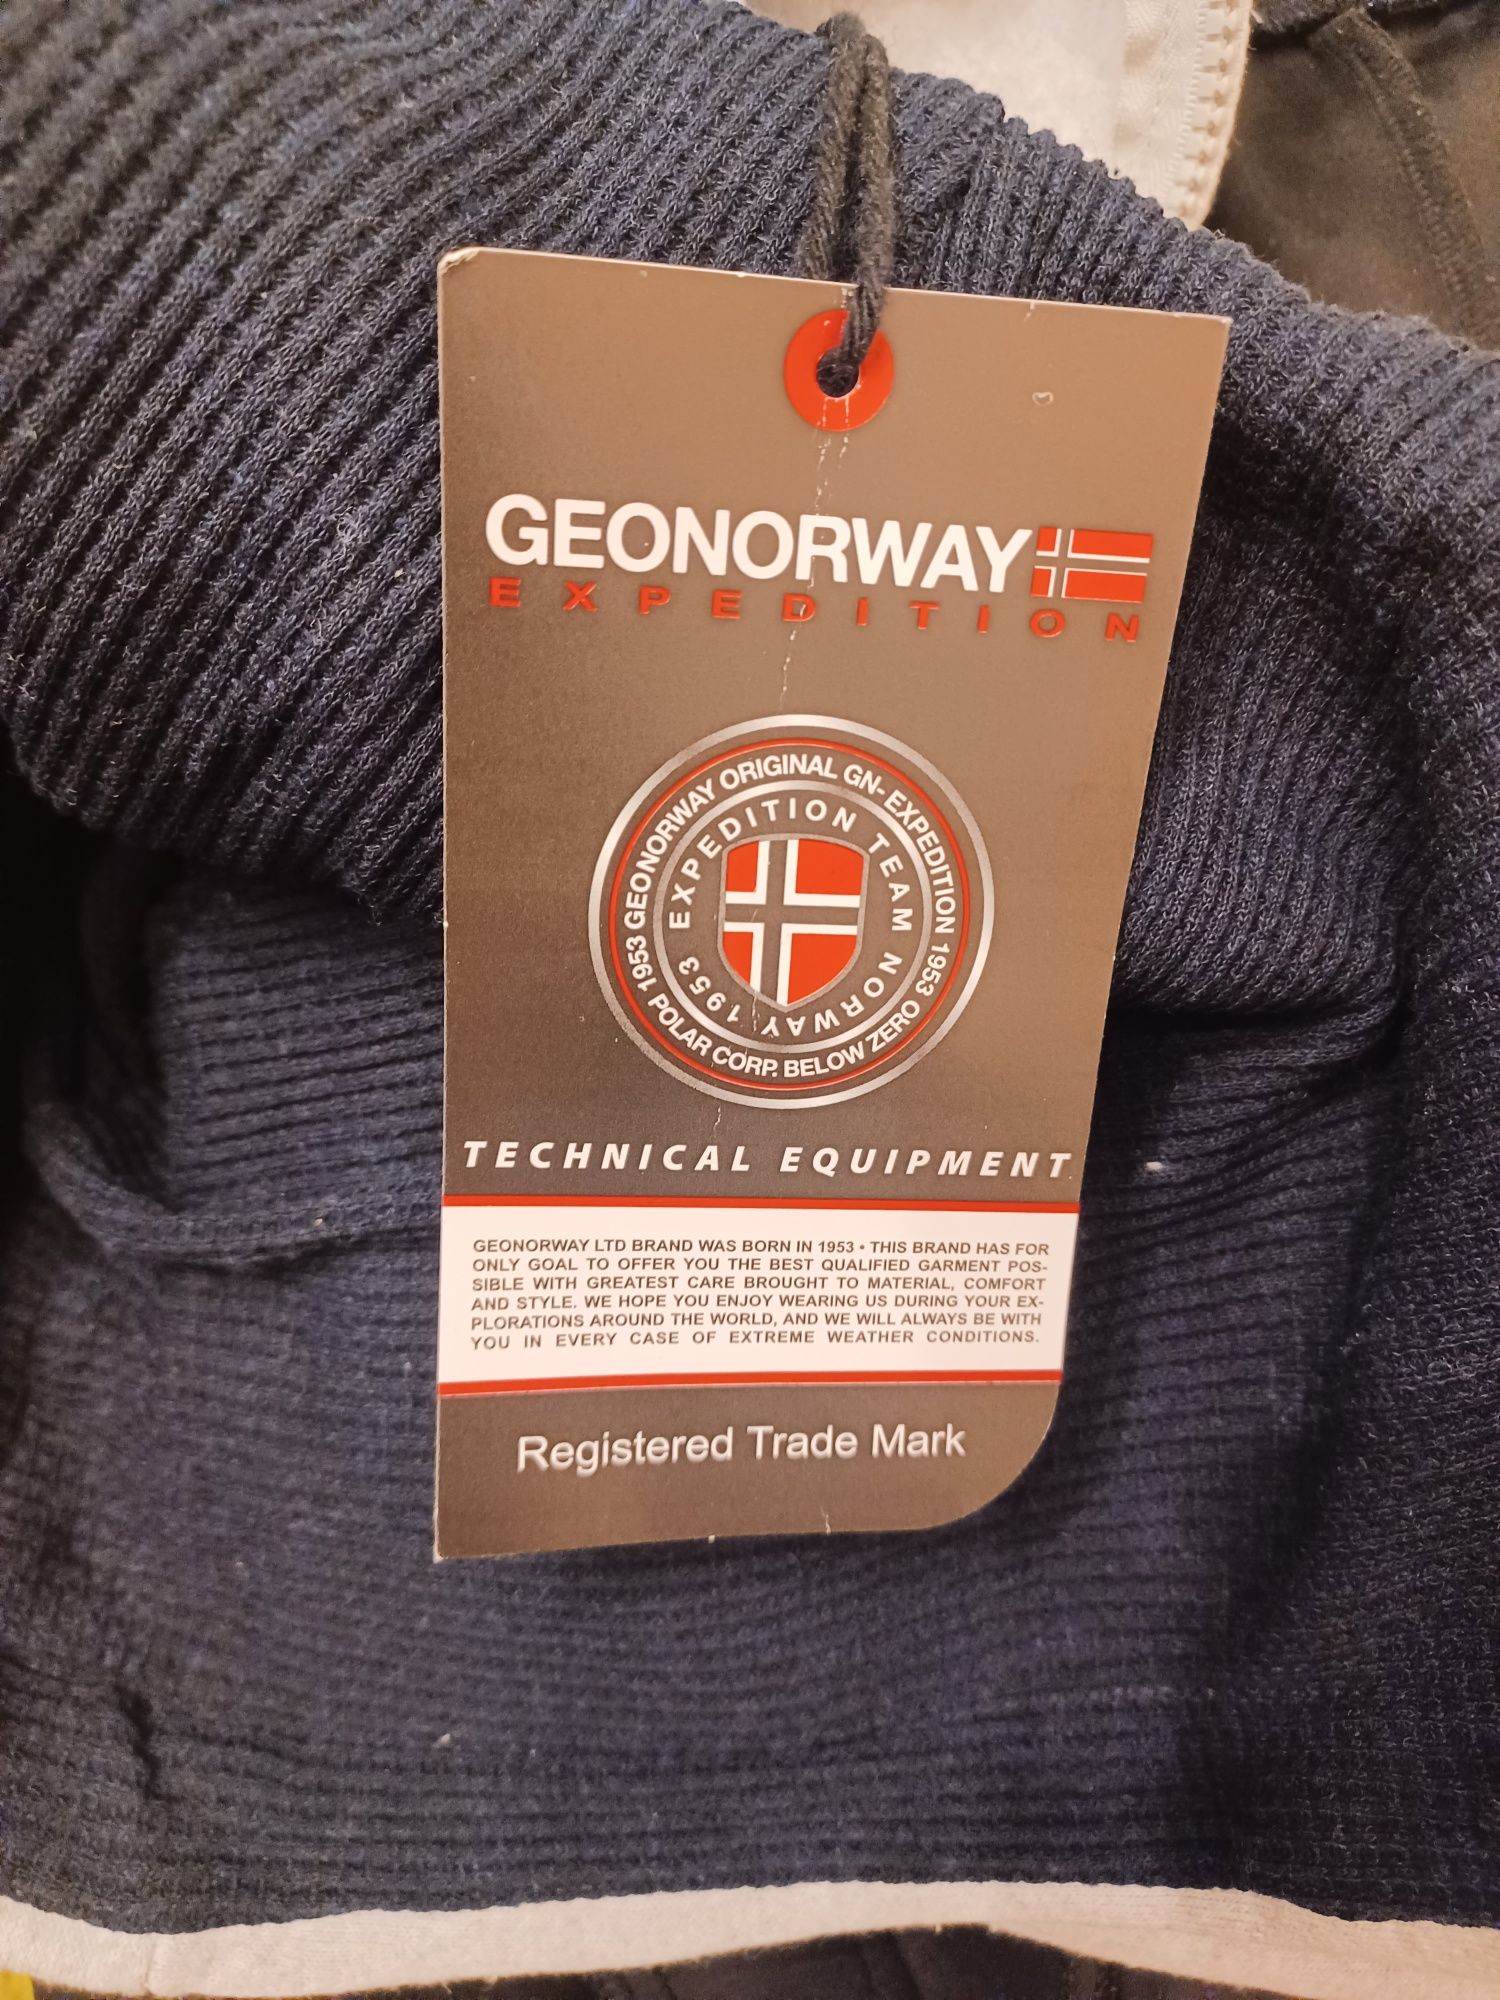 GEONORWAY
EXPEDITION
GEONORWAY ORIGINAL GN-EXPEDITION 1953
1953 POLAR CORP. BELOW ZERO
EXPEDITION TEAM NORWAY 1953
TECHNICAL EQUIPMENT
GEONORWAY LTD BRAND WAS BORN IN 1953 • THIS BRAND HAS FOR
ONLY GOAL TO OFFER YOU THE BEST QUALIFIED GARMENT POS-
SIBLE WITH GREATEST CARE BROUGHT TO MATERIAL, COMFORT
AND STYLE. WE HOPE YOU ENJOY WEARING US DURING YOUR EX-
PLORATIONS AROUND THE WORLD, AND WE WILL ALWAYS BE WITH
YOU IN EVERY CASE OF EXTREME WEATHER CONDITIONS.
Registered Trade Mark